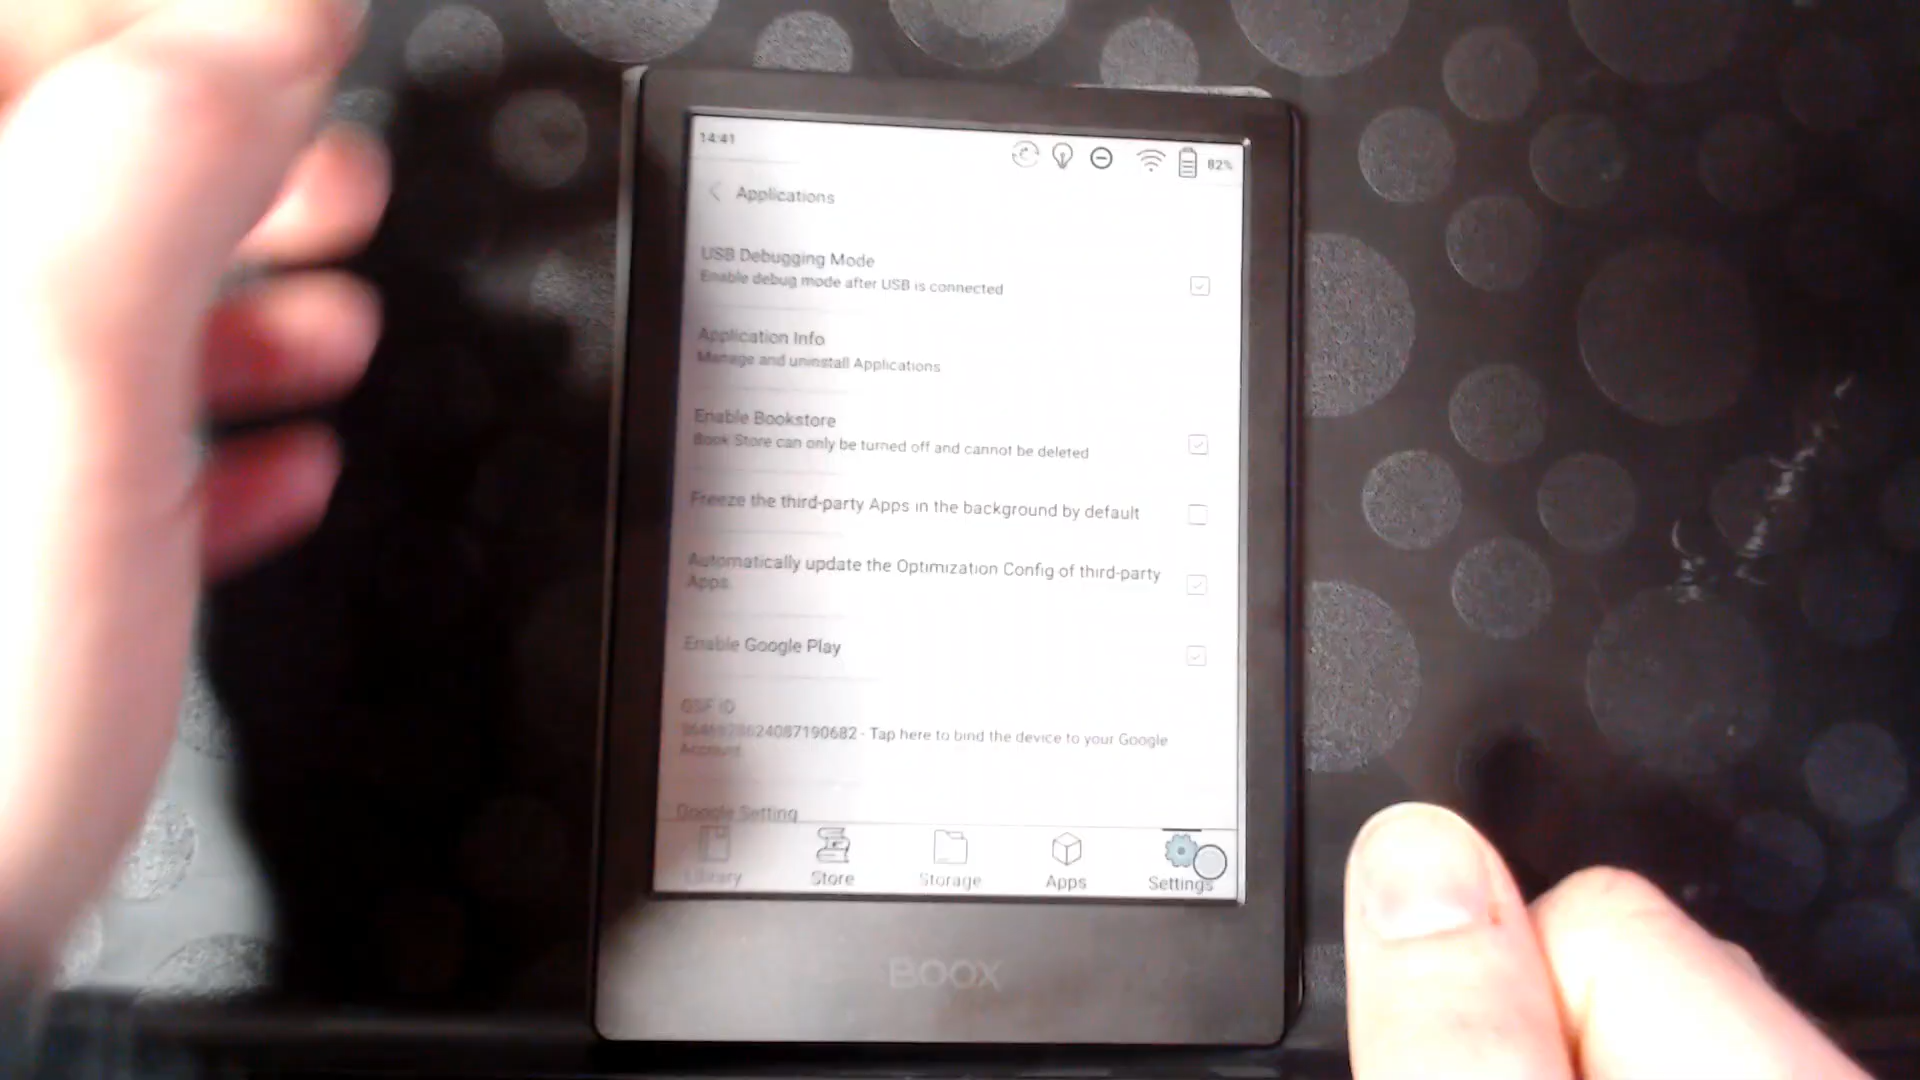 14:41
82%
Applications
USB Debugging Mode
Enable debug mode after USB is connected
Application Info
Manage and uninstall Applications
Enable Bookstore
Book Store can only be turned off and cannot be deleted
Freeze the third-party Apps in the background by default
Automatically update the Optimization Config of third-party
Apps
Enable Google Play
GSF ID
- Tap here to bind the device to your Google
Account
Google Setting
Library
Store
Storage
Apps
Settings
BOOX